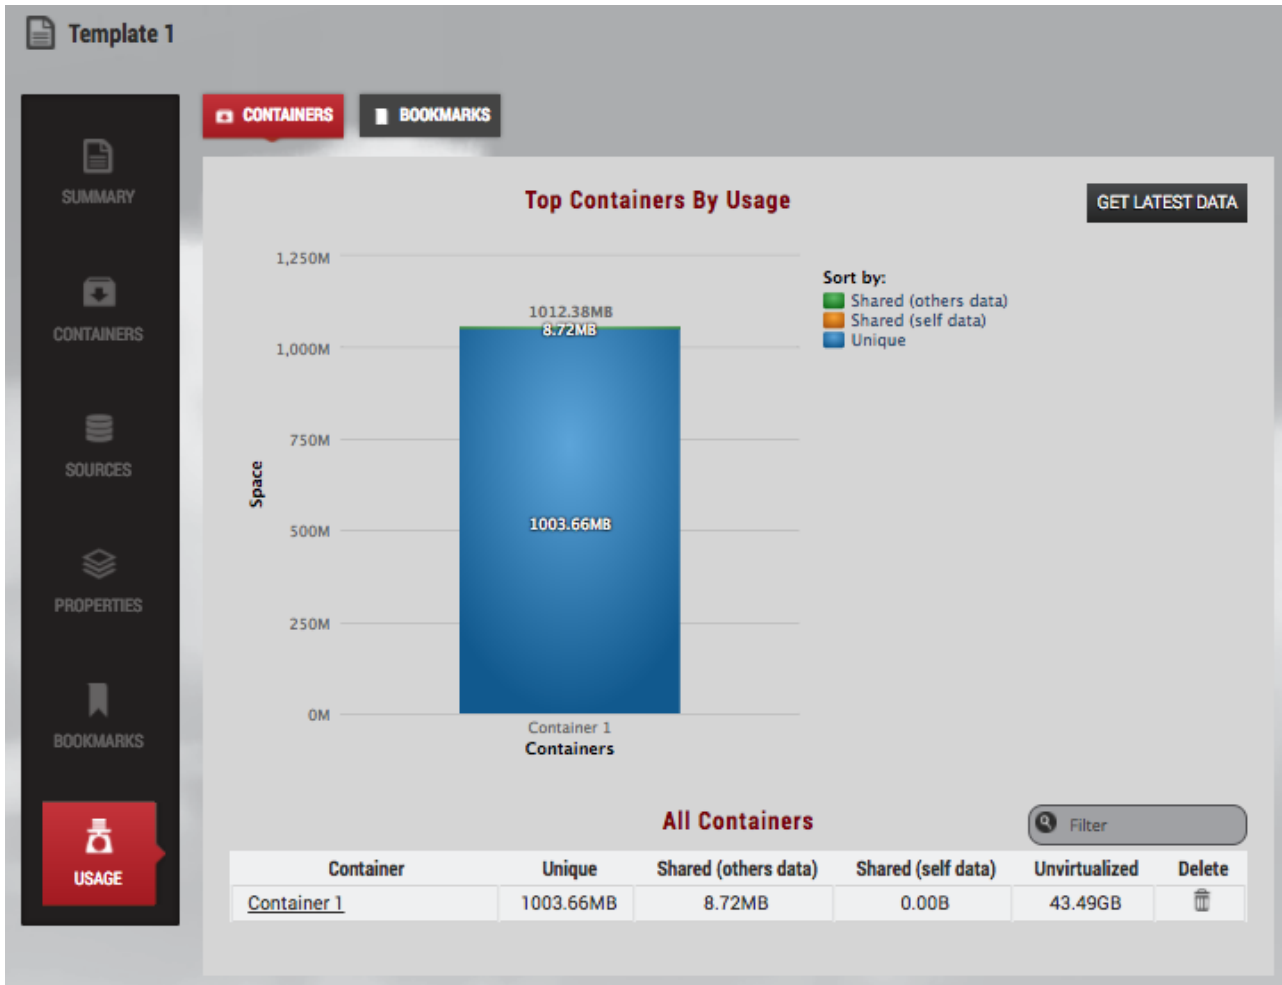 Template 1
CONTAINERS
BOOKMARKS
SUMMARY
CONTAINERS
SOURCES
PROPERTIES
BOOKMARKS
USAGE
Top Containers By Usage
GET LATEST DATA
1,250M
1,000M
750M
500M
250M
0M
Space
1012.38MB
8.72MB
1003.66MB
Container 1
Containers
Sort by:
Shared (others data)
Shared (self data)
Unique
All Containers
Filter
Container Unique Shared (others data) Shared (self data) Unvirtualized Delete
Container 1 1003.66MB 8.72MB 0.00B 43.49GB